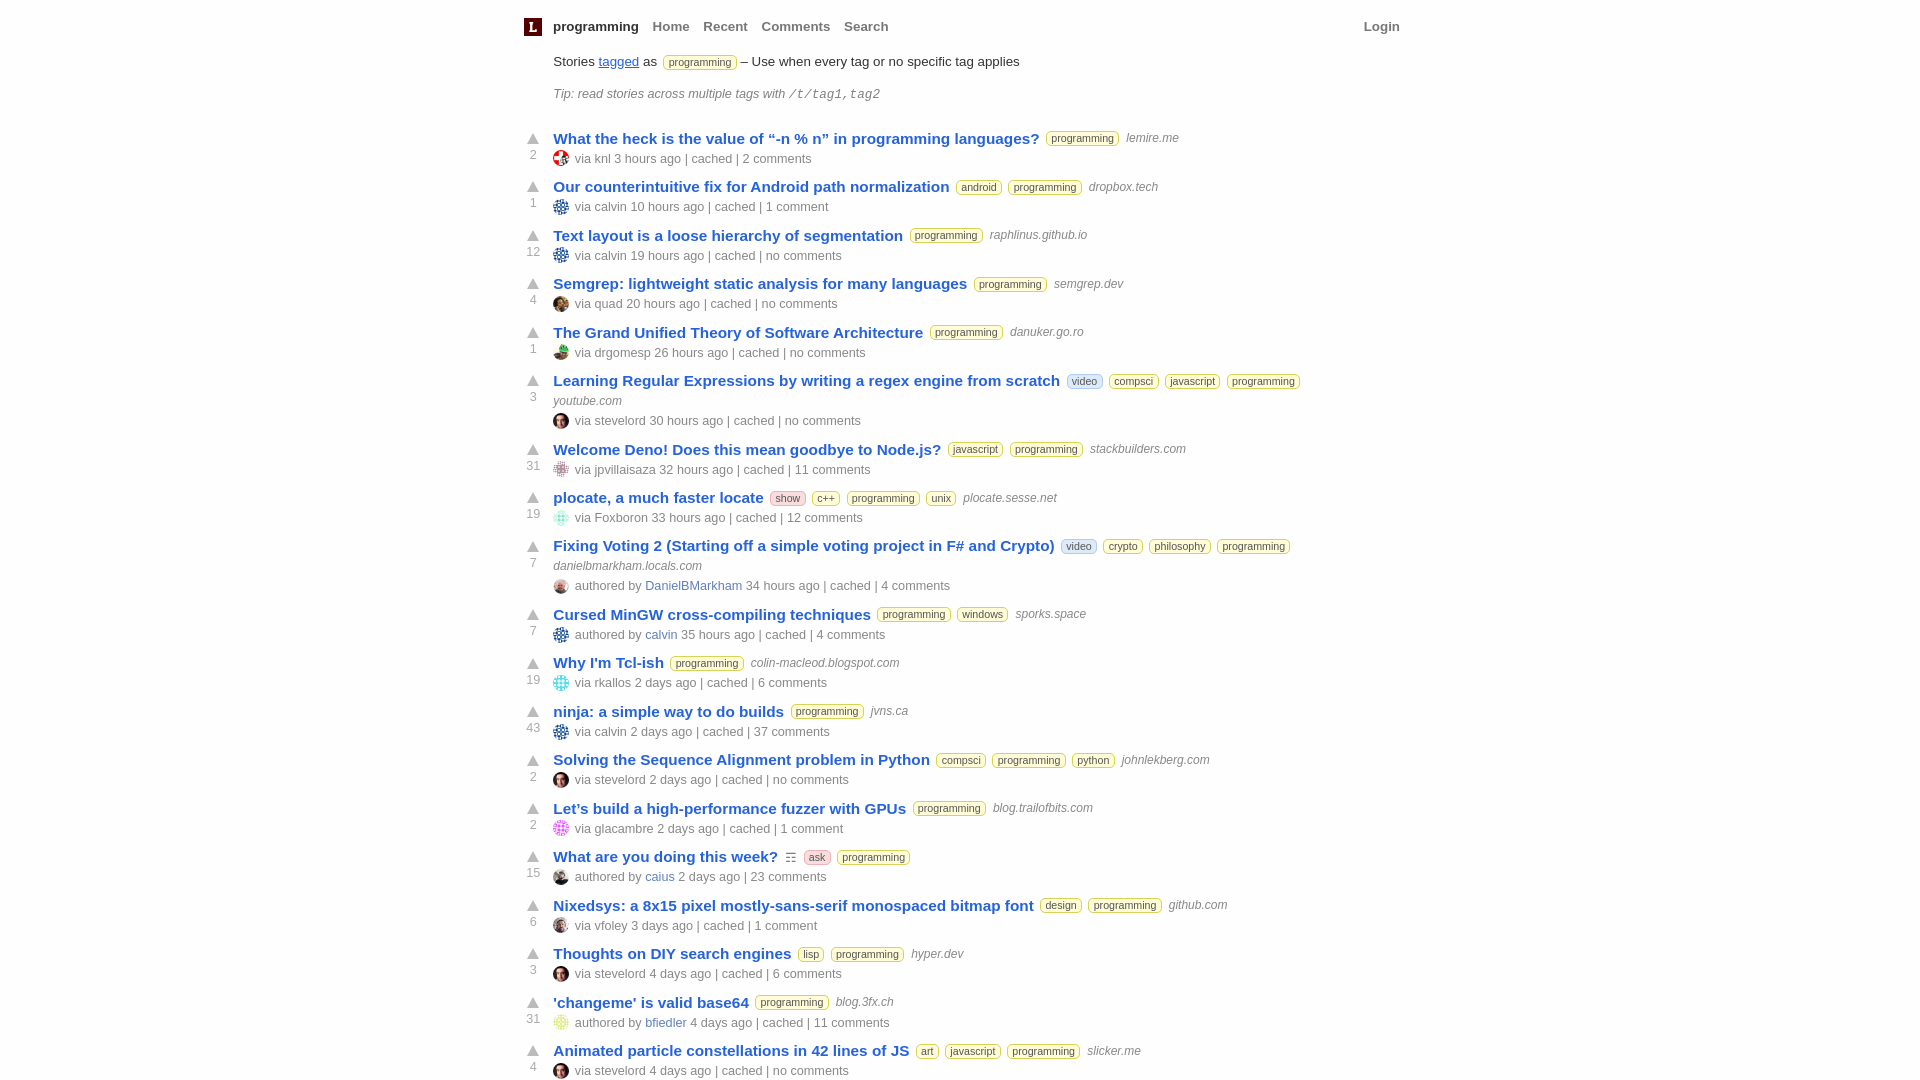 L programming Home Recent Comments Search Login
Stories tagged as programming – Use when every tag or no specific tag applies
Tip: read stories across multiple tags with /t/tag1,tag2
What the heck is the value of “-n % n” in programming languages? programming lemire.me
2 via knl 3 hours ago | cached | 2 comments
Our counterintuitive fix for Android path normalization android programming dropbox.tech
1 via calvin 10 hours ago | cached | 1 comment
Text layout is a loose hierarchy of segmentation programming raphlinus.github.io
12 via calvin 19 hours ago | cached | no comments
Semgrep: lightweight static analysis for many languages programming semgrep.dev
4 via quad 20 hours ago | cached | no comments
The Grand Unified Theory of Software Architecture programming danuker.go.ro
1 via drgomesp 26 hours ago | cached | no comments
Learning Regular Expressions by writing a regex engine from scratch video compsci javascript programming
3 youtube.com
via stevelord 30 hours ago | cached | no comments
Welcome Deno! Does this mean goodbye to Node.js? javascript programming stackbuilders.com
31 via jpvillaisaza 32 hours ago | cached | 11 comments
plocate, a much faster locate show c++ programming unix plocate.sesse.net
19 via Foxboron 33 hours ago | cached | 12 comments
Fixing Voting 2 (Starting off a simple voting project in F# and Crypto) video crypto philosophy programming
7 danielbmarkham.locals.com
authored by DanielBMarkham 34 hours ago | cached | 4 comments
Cursed MinGW cross-compiling techniques programming windows sporks.space
7 authored by calvin 35 hours ago | cached | 4 comments
Why I'm Tcl-ish programming colin-macleod.blogspot.com
19 via rkallos 2 days ago | cached | 6 comments
ninja: a simple way to do builds programming jvns.ca
43 via calvin 2 days ago | cached | 37 comments
Solving the Sequence Alignment problem in Python compsci programming python johnlekberg.com
2 via stevelord 2 days ago | cached | no comments
Let’s build a high-performance fuzzer with GPUs programming blog.trailofbits.com
2 via glacambre 2 days ago | cached | 1 comment
What are you doing this week? ☶ ask programming
15 authored by caius 2 days ago | 23 comments
Nixedsys: a 8x15 pixel mostly-sans-serif monospaced bitmap font design programming github.com
6 via vfoley 3 days ago | cached | 1 comment
Thoughts on DIY search engines lisp programming hyper.dev
3 via stevelord 4 days ago | cached | 6 comments
'changeme' is valid base64 programming blog.3fx.ch
31 authored by bfiedler 4 days ago | cached | 11 comments
Animated particle constellations in 42 lines of JS art javascript programming slicker.me
4 via stevelord 4 days ago | cached | no comments